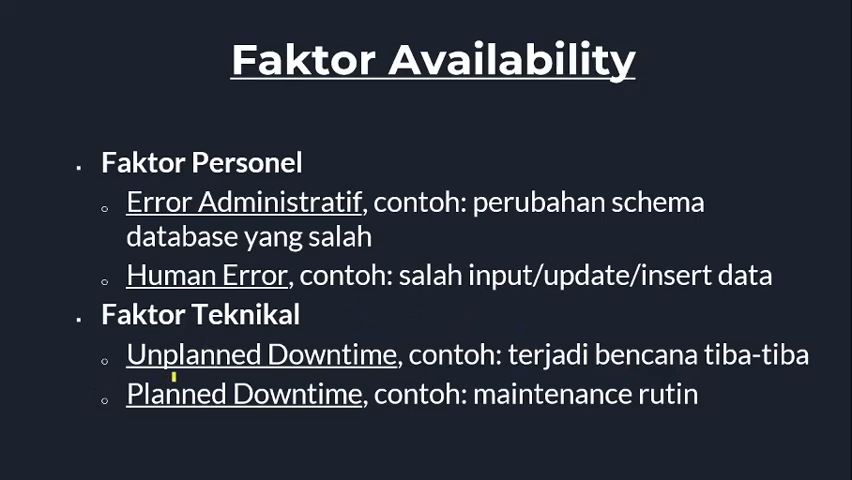 Faktor Availability
Faktor Personel
Error Administratif, contoh: perubahan schema
database yang salah
Human Error, contoh: salah input/update/insert data
Faktor Teknikal
Unplanned Downtime, contoh: terjadi bencana tiba-tiba
Planned Downtime, contoh: maintenance rutin